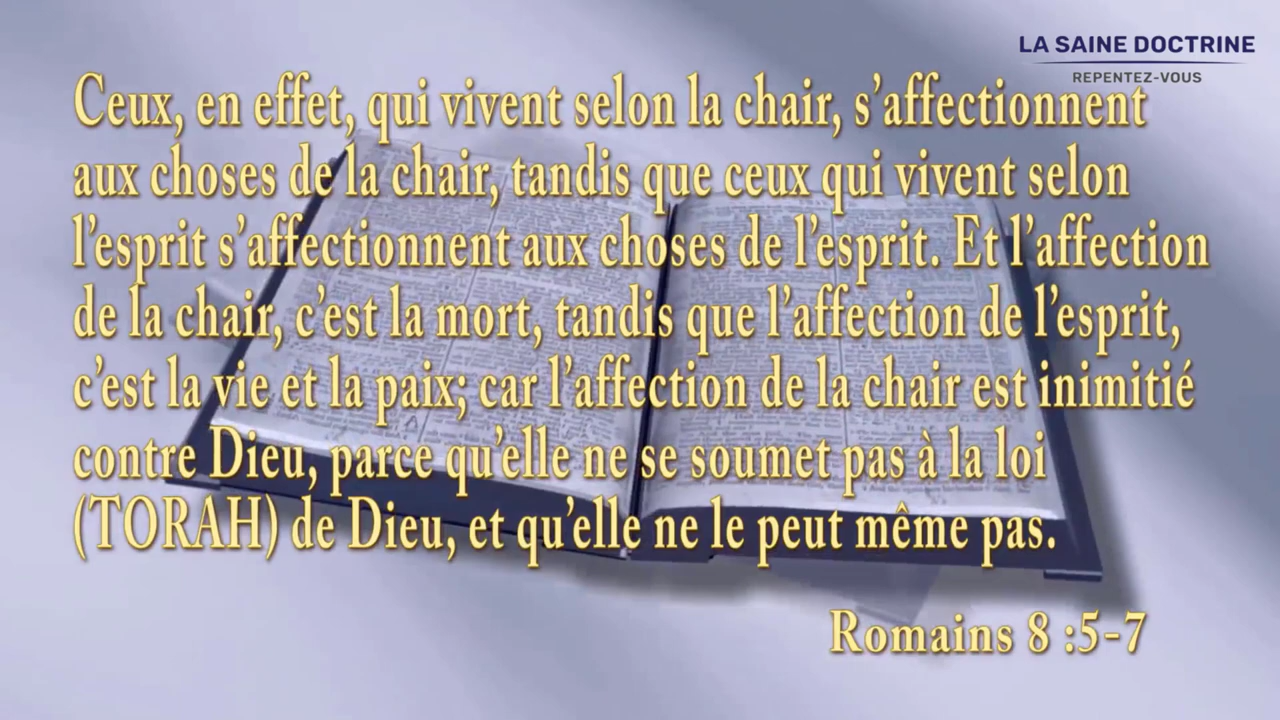 LA SAINE DOCTRINE
REPENTEZ-VOUS
Ceux, en effet, qui vivent selon la chair, s’affectionnent
aux choses de la chair, tandis que ceux qui vivent selon
l’esprit s’affectionnent aux choses de l’esprit. Et l’affection
de la chair, c’est la mort, tandis que l’affection de l’esprit,
c’est la vie et la paix; car l’affection de la chair est inimitié
contre Dieu, parce qu’elle ne se soumet pas à la loi
(TORAH) de Dieu, et qu’elle ne le peut même pas.
Romains 8 :5-7